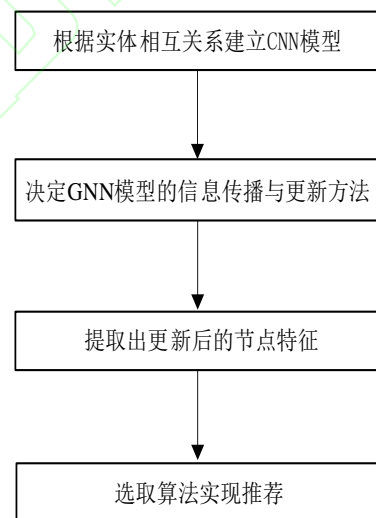 根据实体相互关系建立CNN模型
决定GNN模型的信息传播与更新方法
提取出更新后的节点特征
选取算法实现推荐